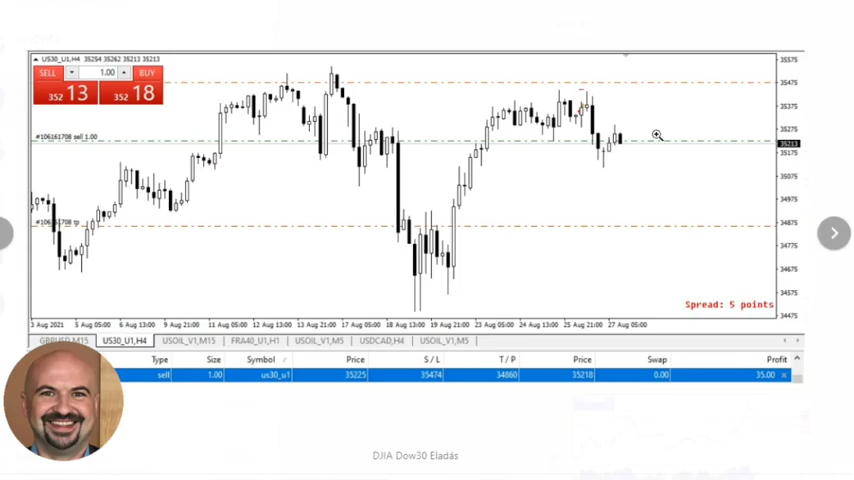 US30_U1,H4 35254 35262 35213 35213
SELL 1.00 BUY
352 13 352 18
#106161708 sell 1.00
#106161708 tp
35575
35475
35375
35275
35213
35175
35075
34975
34875
34775
34675
34575
34475
Spread: 5 points
3 Aug 2021 5 Aug 05:00 6 Aug 13:00 9 Aug 21:00 11 Aug 05:00 12 Aug 13:00 13 Aug 21:00 17 Aug 05:00 18 Aug 13:00 19 Aug 21:00 23 Aug 05:00 24 Aug 13:00 25 Aug 21:00 27 Aug 05:00
GBPUSD,M15 US30_U1,H4 USOIL_V1,M15 FRA40_U1,H1 USOIL_V1,M5 USDCAD,H4 USOIL_V1,M5
Type Size Symbol Price S / L T / P Price Swap Profit
sell 1.00 us30_u1 35225 35474 34860 35218 0.00 35.00
DJIA Dow30 Eladás